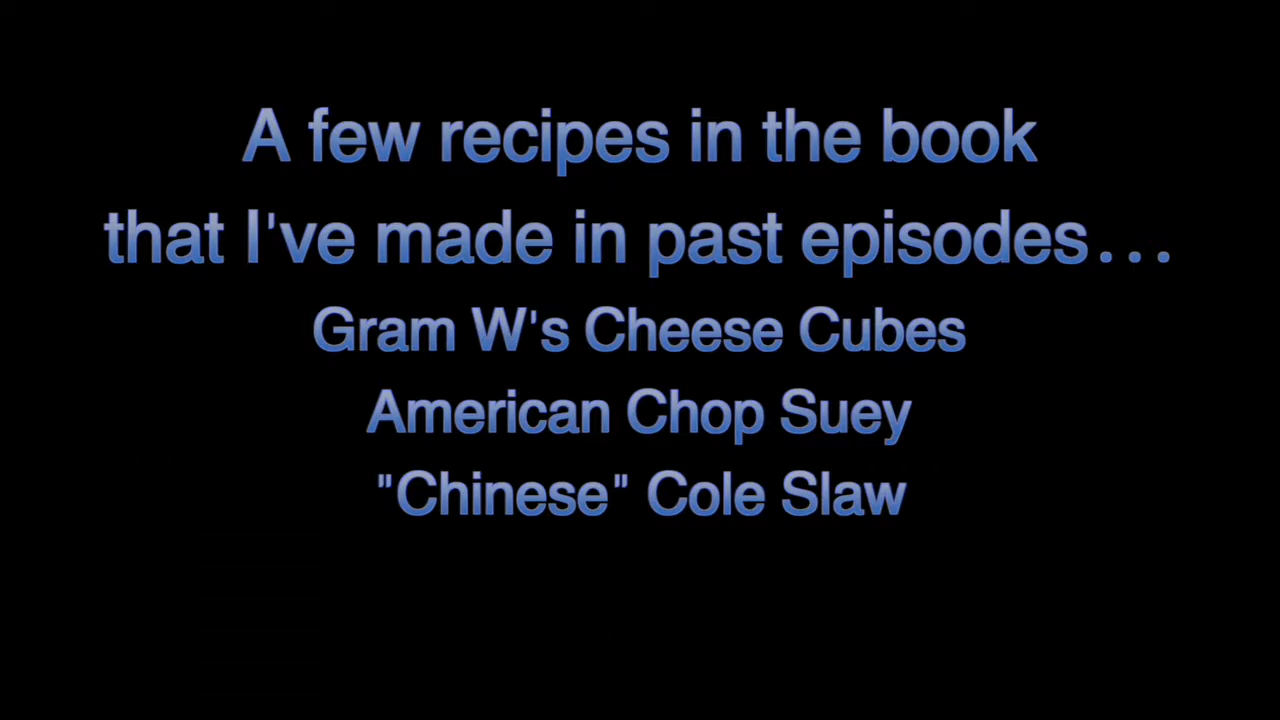 A few recipes in the book
that I've made in past episodes...
Gram W's Cheese Cubes
American Chop Suey
"Chinese" Cole Slaw